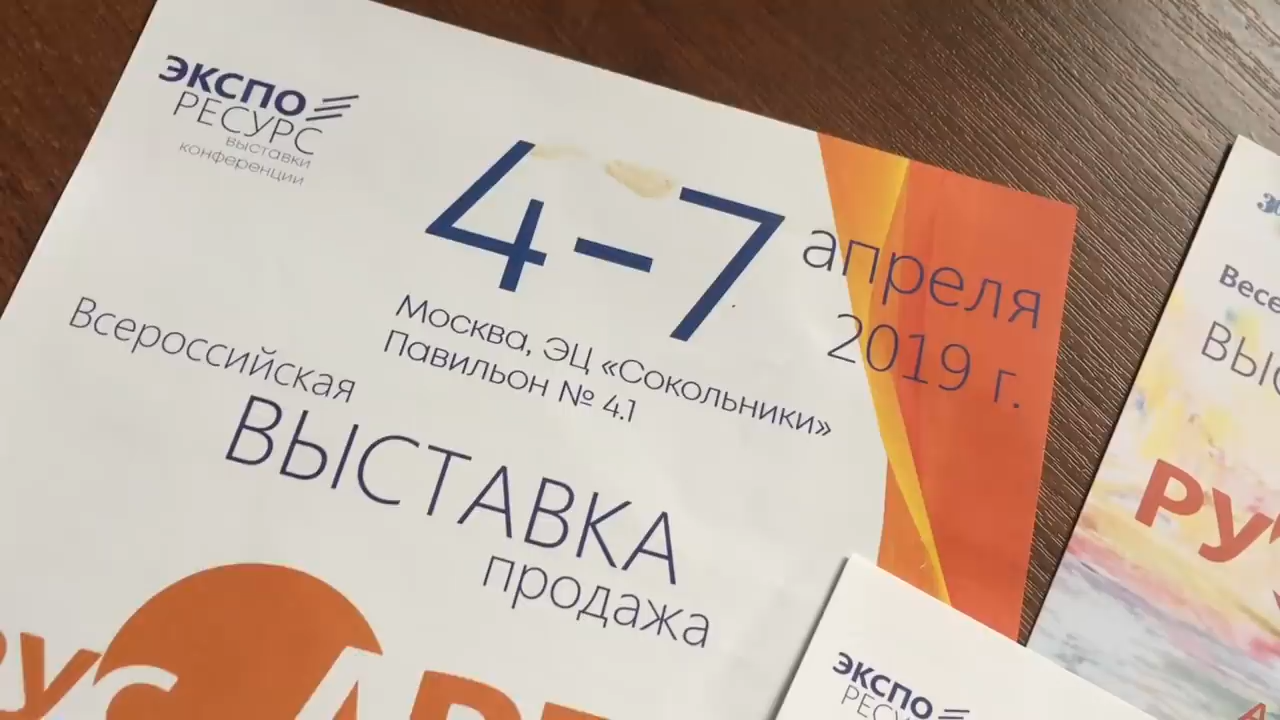 ЭКСПО
РЕСУРС
выставки
конференции
4-7 апреля
2019 г.
Москва, ЭЦ «Сокольники»
Павильон № 4.1
Всероссийская
ВЫСТАВКА
продажа
ЭКСПО